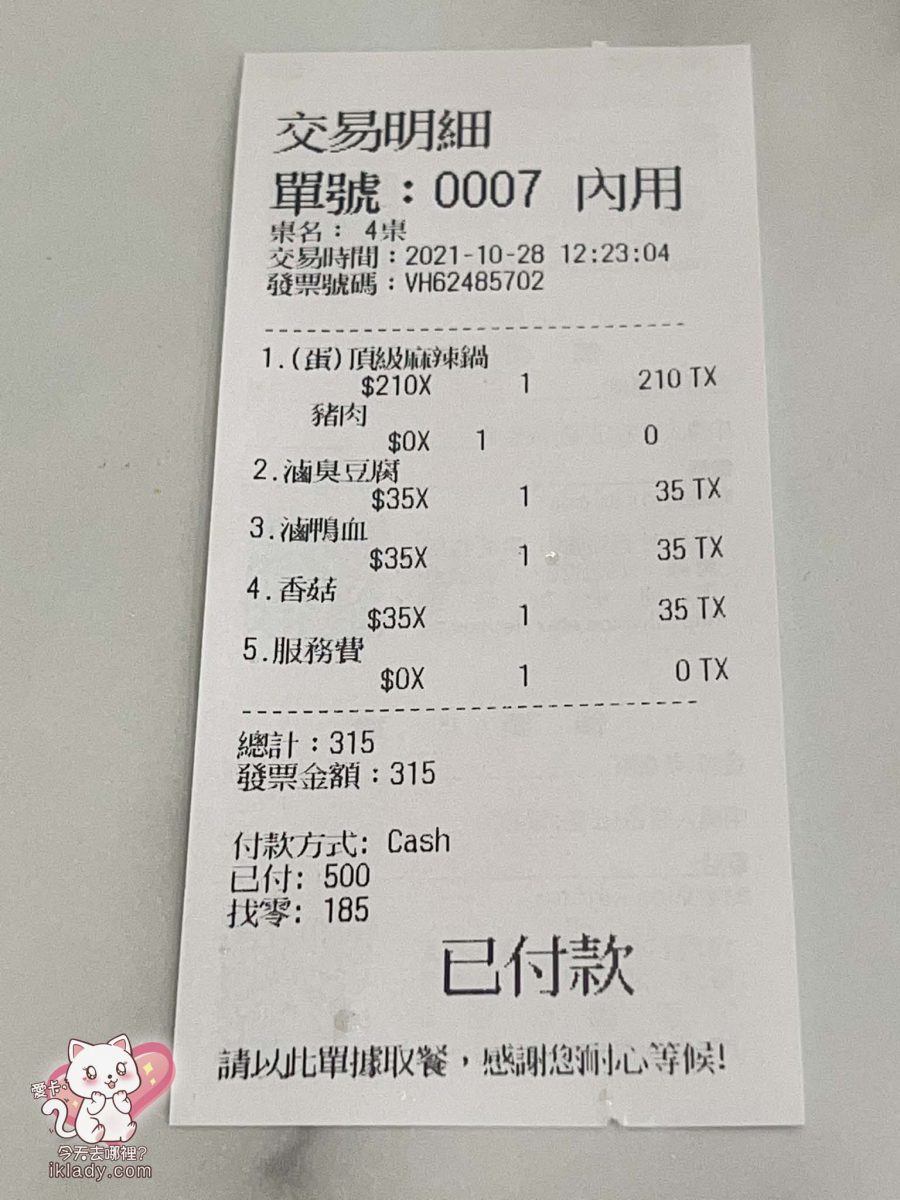 交易明細
單號：0007 內用
桌名： 4桌
交易時間：2021-10-28 12:23:04
發票號碼：VH62485702
1.(蛋)頂級麻辣鍋
$210X 1 210 TX
豬肉
$0X 1 0
2.滷臭豆腐
$35X 1 35 TX
3.滷鴨血
$35X 1 35 TX
4.香菇
$35X 1 35 TX
5.服務費
$0X 1 0 TX
總計：315
發票金額：315
付款方式: Cash
已付: 500
找零: 185
已付款
請以此單據取餐，感謝您耐心等候!
愛卡
今天去哪裡?
iklady.com